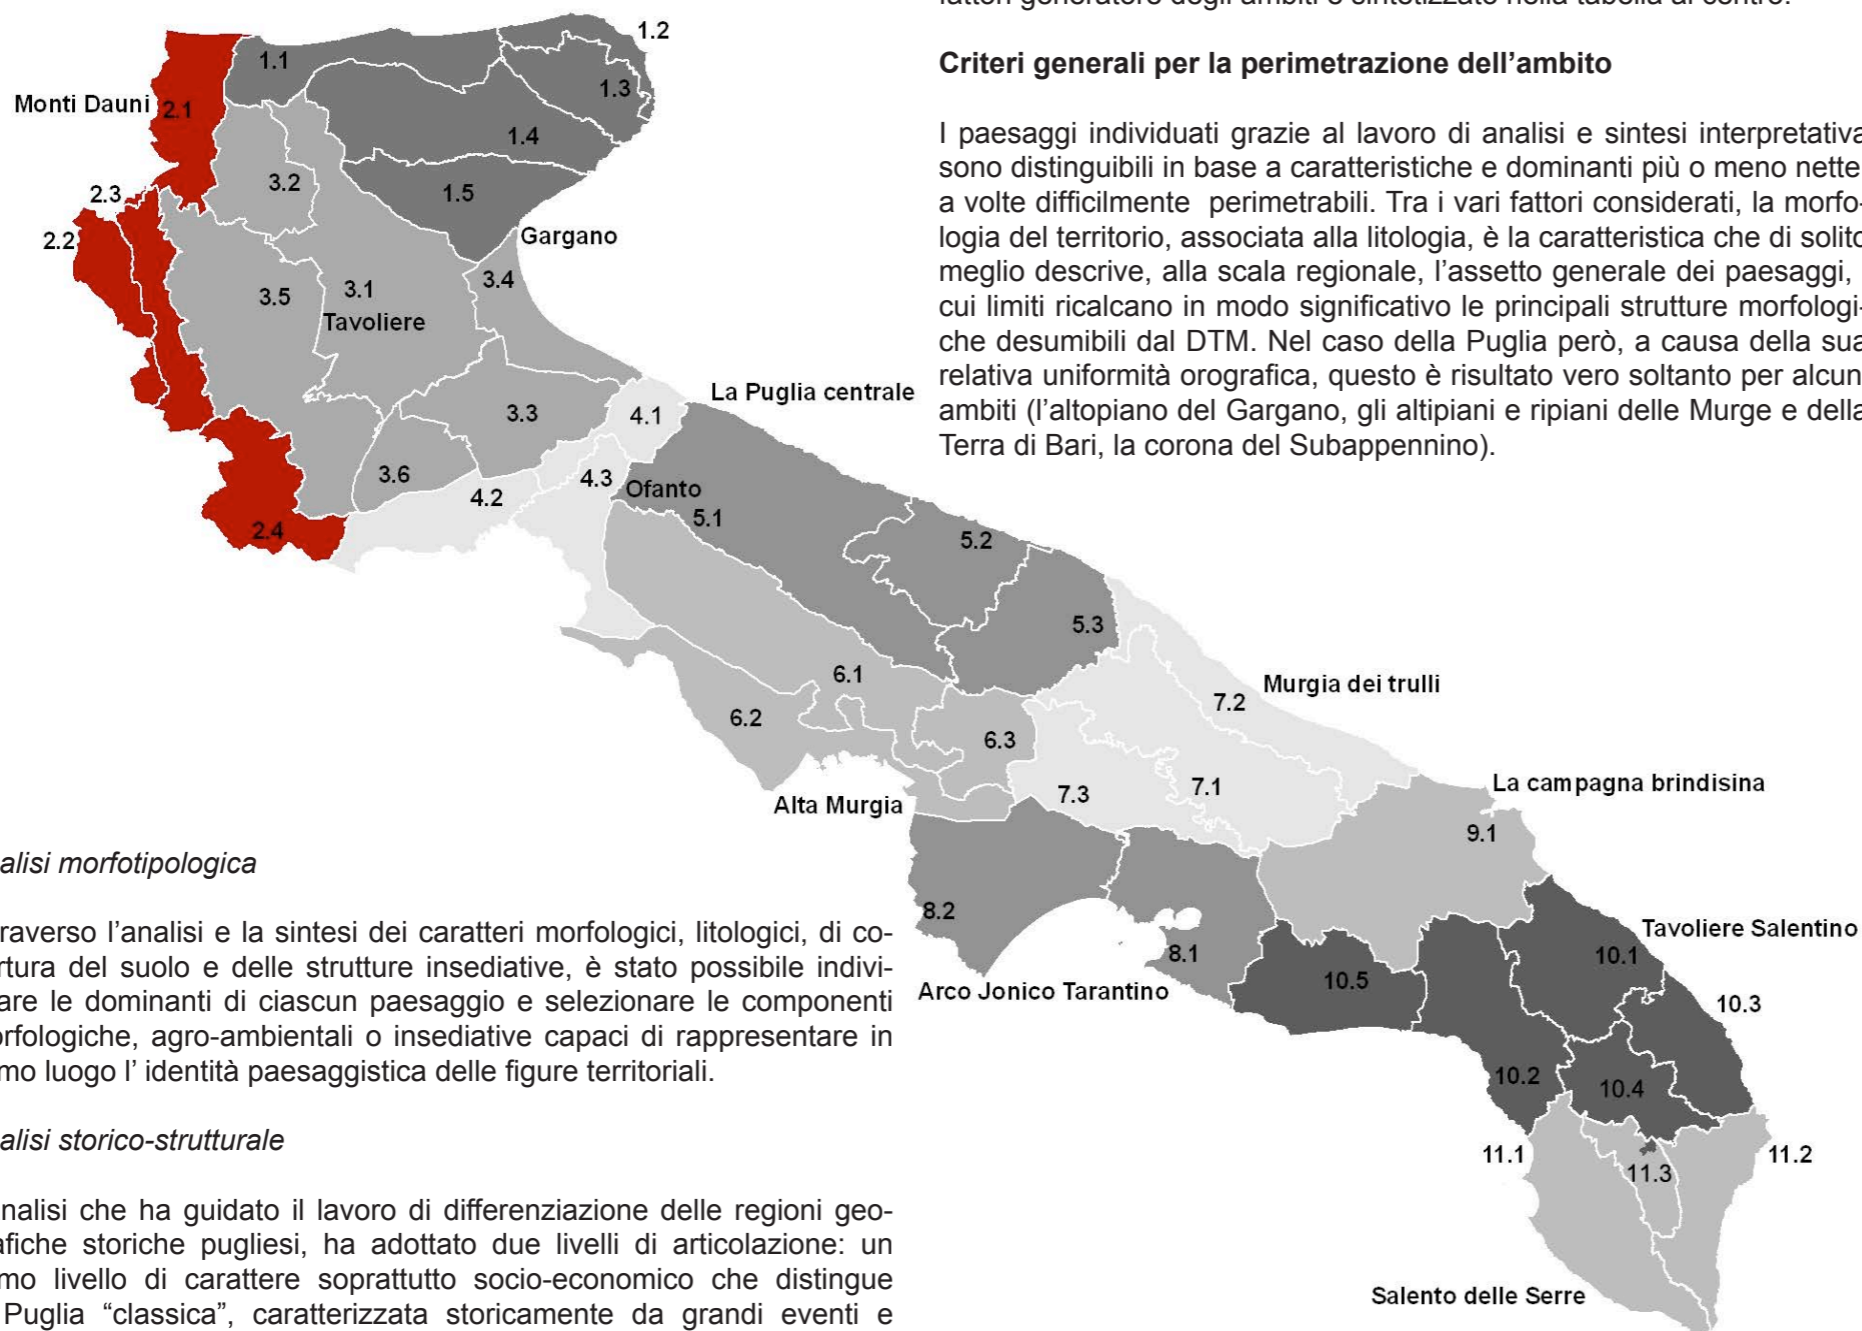 fattori generatore degli ambiti è sintetizzato nella tabella al centro.
Criteri generali per la perimetrazione dell'ambito
I paesaggi individuati grazie al lavoro di analisi e sintesi interpretativa
sono distinguibili in base a caratteristiche e dominanti più o meno nette
a volte difficilmente perimetrabili. Tra i vari fattori considerati, la morfo-
logia del territorio, associata alla litologia, è la caratteristica che di solito
meglio descrive, alla scala regionale, l'assetto generale dei paesaggi,
cui limiti ricalcano in modo significativo le principali strutture morfologi-
che desumibili dal DTM. Nel caso della Puglia però, a causa della sua
relativa uniformità orografica, questo è risultato vero soltanto per alcun
ambiti (l'altopiano del Gargano, gli altipiani e ripiani delle Murge e della
Terra di Bari, la corona del Subappennino).
1.1
1.2
1.3
Monti Dauni
2.1
1.4
3.2
1.5
2.3
2.2
Gargano
3.4
3.5
3.1
Tavoliere
La Puglia centrale
3.3
4.1
3.6
4.2
4.3
Ofanto
5.1
2.4
5.2
5.3
6.1
Murgia dei trulli
7.2
6.2
6.3
La campagna brindisina
7.1
7.3
Alta Murgia
9.1
8.2
Tavoliere Salentino
8.1
10.1
10.5
Arco Jonico Tarantino
10.3
10.2
10.4
11.1
11.2
11.3
Salento delle Serre
alisi morfotipologica
raverso l'analisi e la sintesi dei caratteri morfologici, litologici, di co-
rtura del suolo e delle strutture insediative, è stato possibile indivi-
are le dominanti di ciascun paesaggio e selezionare le componenti
orfologiche, agro-ambientali o insediative capaci di rappresentare in
mo luogo l' identità paesaggistica delle figure territoriali.
alisi storico-strutturale
nalisi che ha guidato il lavoro di differenziazione delle regioni geo-
afiche storiche pugliesi, ha adottato due livelli di articolazione: un
mo livello di carattere soprattutto socio-economico che distingue
Puglia “classica”, caratterizzata storicamente da grandi eventi e